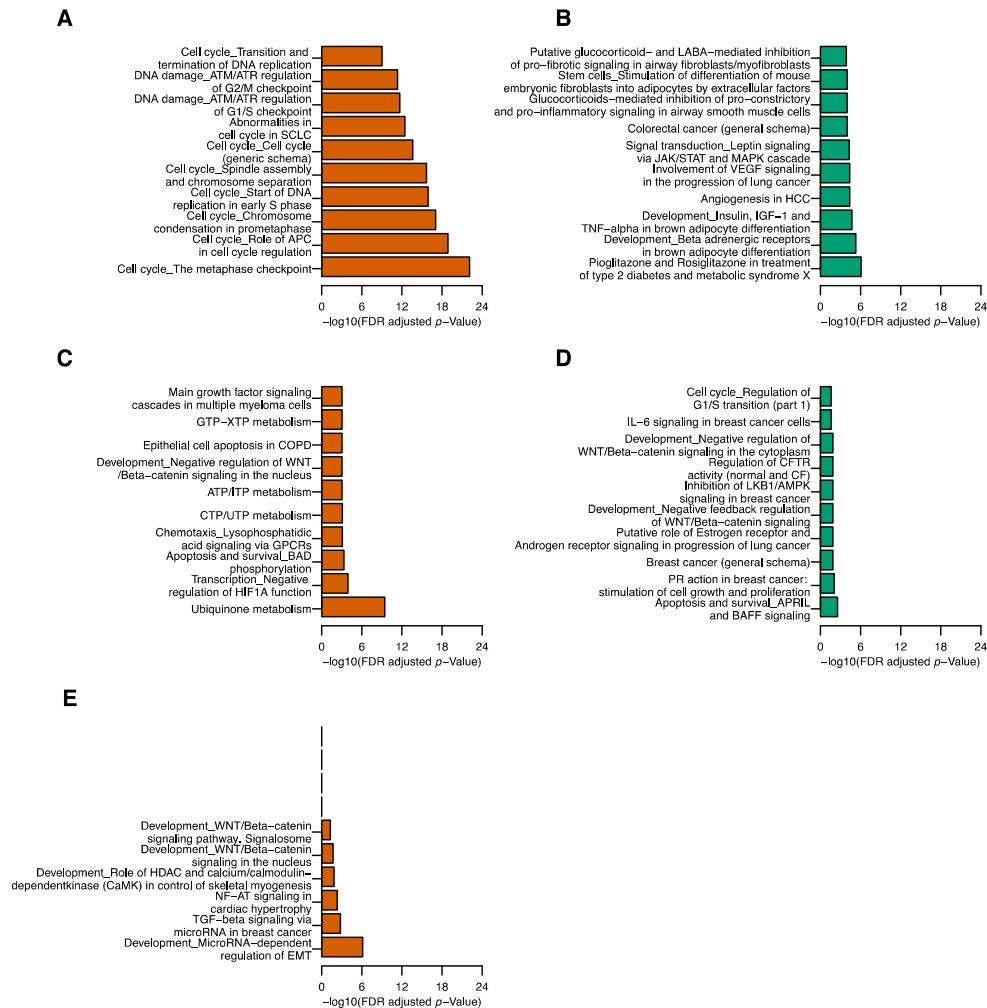 A
Cell cycle_Transition and
termination of DNA replication
DNA damage_ATM/ATR regulation
of G2/M checkpoint
DNA damage_ATM/ATR regulation
of G1/S checkpoint
Abnormalities in
cell cycle in SCLC
Cell cycle_Cell cycle
(generic schema)
Cell cycle_Spindle assembly
and chromosome separation
Cell cycle_Start of DNA
replication in early S phase
Cell cycle_Chromosome
condensation in prometaphase
Cell cycle_Role of APC
in cell cycle regulation
Cell cycle_The metaphase checkpoint
0 6 12 18 24
−log10(FDR adjusted p−Value)
B
Putative glucocorticoid− and LABA−mediated inhibition
of pro−fibrotic signaling in airway fibroblasts/myofibroblasts
Stem cells_Stimulation of differentiation of mouse
embryonic fibroblasts into adipocytes by extracellular factors
Glucocorticoids−mediated inhibition of pro−constrictory
and pro−inflammatory signaling in airway smooth muscle cells
Colorectal cancer (general schema)
Signal transduction_Leptin signaling
via JAK/STAT and MAPK cascade
Involvement of VEGF signaling
in the progression of lung cancer
Angiogenesis in HCC
Development_Insulin, IGF−1 and
TNF−alpha in brown adipocyte differentiation
Development_Beta adrenergic receptors
in brown adipocyte differentiation
Pioglitazone and Rosiglitazone in treatment
of type 2 diabetes and metabolic syndrome X
0 6 12 18 24
−log10(FDR adjusted p−Value)
C
Main growth factor signaling
cascades in multiple myeloma cells
GTP−XTP metabolism
Epithelial cell apoptosis in COPD
Development_Negative regulation of WNT
/Beta−catenin signaling in the nucleus
ATP/ITP metabolism
CTP/UTP metabolism
Chemotaxis_Lysophosphatidic
acid signaling via GPCRs
Apoptosis and survival_BAD
phosphorylation
Transcription_Negative
regulation of HIF1A function
Ubiquinone metabolism
0 6 12 18 24
−log10(FDR adjusted p−Value)
D
Cell cycle_Regulation of
G1/S transition (part 1)
IL−6 signaling in breast cancer cells
Development_Negative regulation of
WNT/Beta−catenin signaling in the cytoplasm
Regulation of CFTR
activity (normal and CF)
Inhibition of LKB1/AMPK
signaling in breast cancer
Development_Negative feedback regulation
of WNT/Beta−catenin signaling
Putative role of Estrogen receptor and
Androgen receptor signaling in progression of lung cancer
Breast cancer (general schema)
PR action in breast cancer:
stimulation of cell growth and proliferation
Apoptosis and survival_APRIL
and BAFF signaling
0 6 12 18 24
−log10(FDR adjusted p−Value)
E
Development_WNT/Beta−catenin
signaling pathway. Signalosome
Development_WNT/Beta−catenin
signaling in the nucleus
Development_Role of HDAC and calcium/calmodulin−
dependentkinase (CaMK) in control of skeletal myogenesis
NF−AT signaling in
cardiac hypertrophy
TGF−beta signaling via
microRNA in breast cancer
Development_MicroRNA−dependent
regulation of EMT
0 6 12 18 24
−log10(FDR adjusted p−Value)